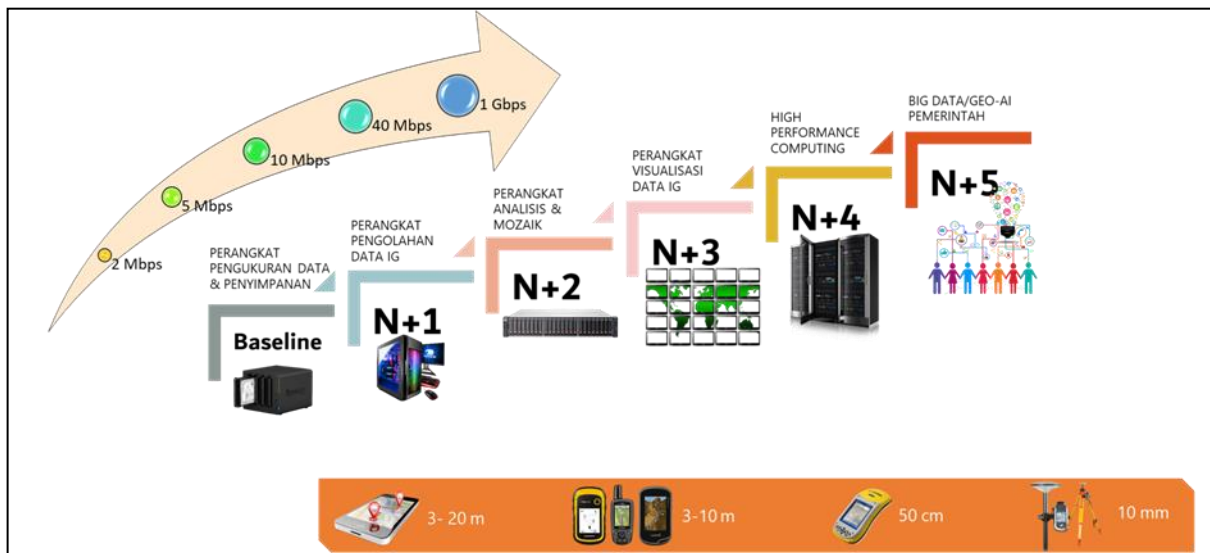 1 Gbps
40 Mbps
10 Mbps
5 Mbps
2 Mbps
PERANGKAT
PENGUKURAN DATA
& PENYIMPANAN
Baseline
PERANGKAT
PENGOLAHAN
DATA IG
N+1
PERANGKAT
ANALISIS &
MOZAIK
N+2
PERANGKAT
VISUALISASI
DATA IG
N+3
HIGH
PERFORMANCE
COMPUTING
N+4
BIG DATA/GEO-AI
PEMERINTAH
N+5
3- 20 m
3-10 m
50 cm
10 mm